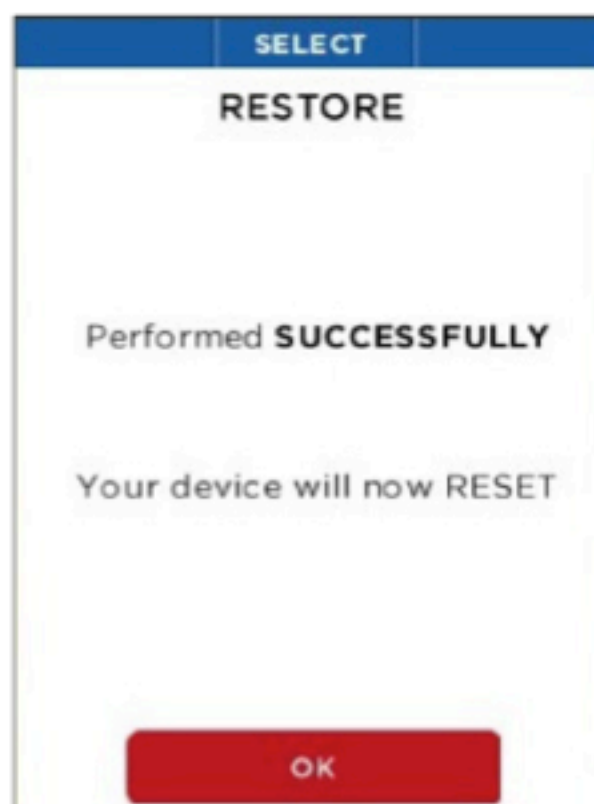 SELECT
RESTORE
Performed SUCCESSFULLY
Your device will now RESET
OK